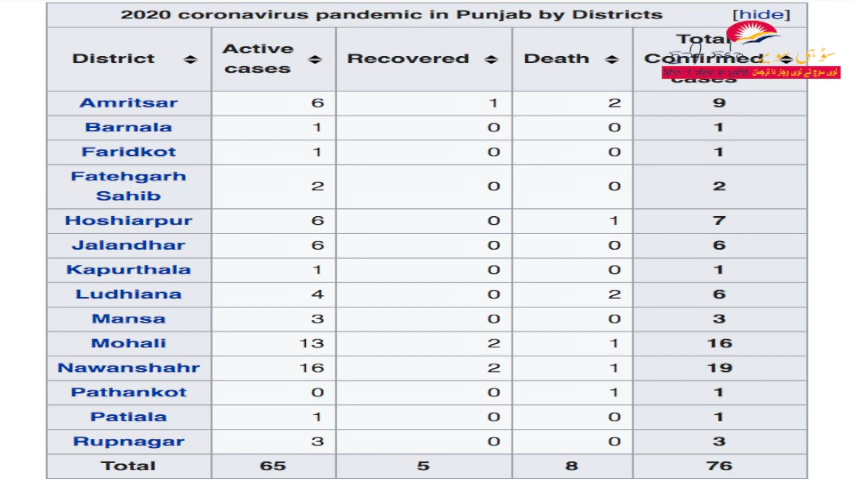 2020 coronavirus pandemic in Punjab by Districts [hide]
District Active cases Recovered Death Total Confirmed cases
Amritsar 6 1 2 9
Barnala 1 0 0 1
Faridkot 1 0 0 1
Fatehgarh Sahib 2 0 0 2
Hoshiarpur 6 0 1 7
Jalandhar 6 0 0 6
Kapurthala 1 0 0 1
Ludhiana 4 0 2 6
Mansa 3 0 0 3
Mohali 13 2 1 16
Nawanshahr 16 2 1 19
Pathankot 0 0 1 1
Patiala 1 0 0 1
Rupnagar 3 0 0 3
Total 65 5 8 76